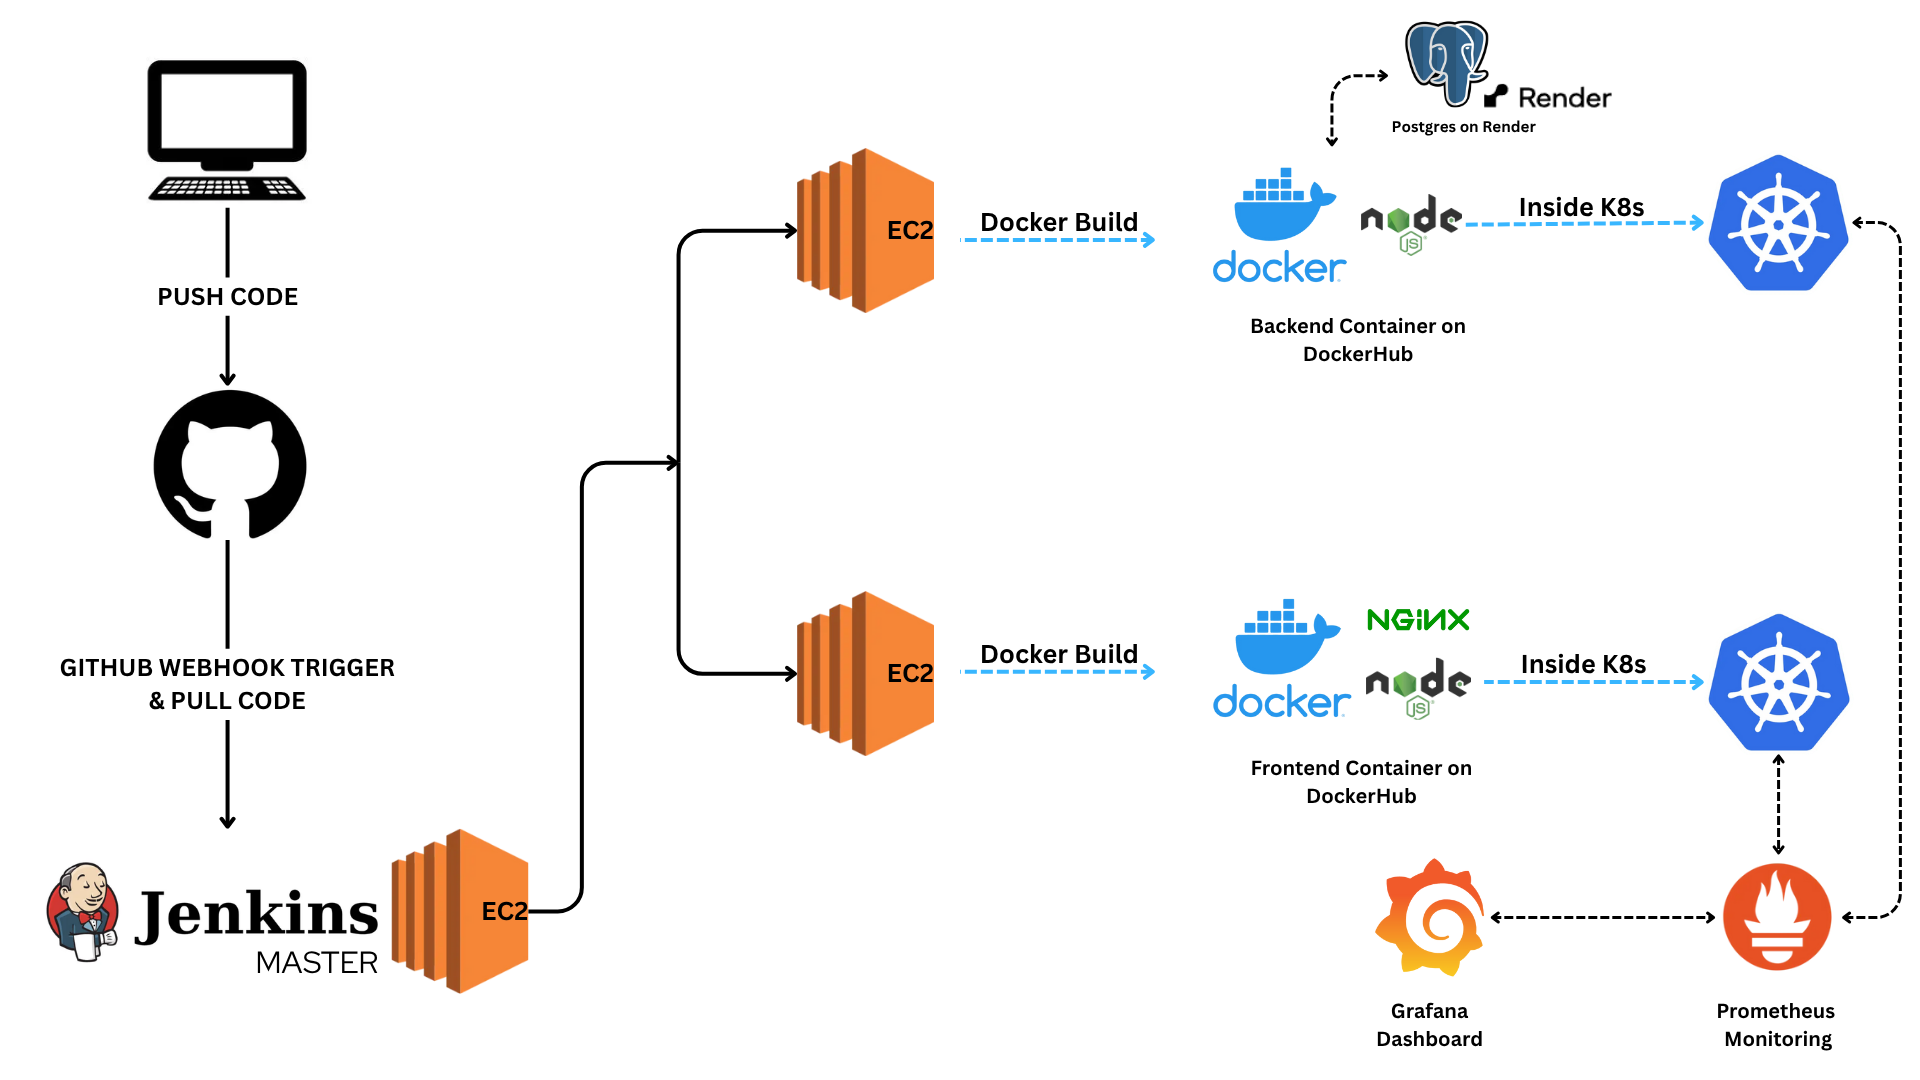 PUSH CODE
GITHUB WEBHOOK TRIGGER
& PULL CODE
Jenkins
MASTER
EC2
EC2
Docker Build
docker
node
JS
Render
Postgres on Render
Inside K8s
Backend Container on
DockerHub
EC2
Docker Build
docker
NGINX
node
JS
Inside K8s
Frontend Container on
DockerHub
Grafana
Dashboard
Prometheus
Monitoring